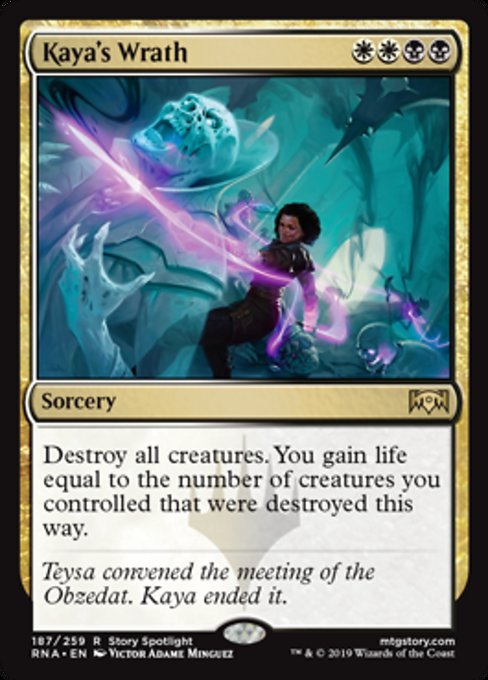 Kaya's Wrath
Sorcery
Destroy all creatures. You gain life
equal to the number of creatures you
controlled that were destroyed this
way.
Teysa convened the meeting of the
Obzedat. Kaya ended it.
187/259 R Story Spotlight
mtgstory.com
RNA • EN Victor Adame Minguez
™ & © 2019 Wizards of the Coast